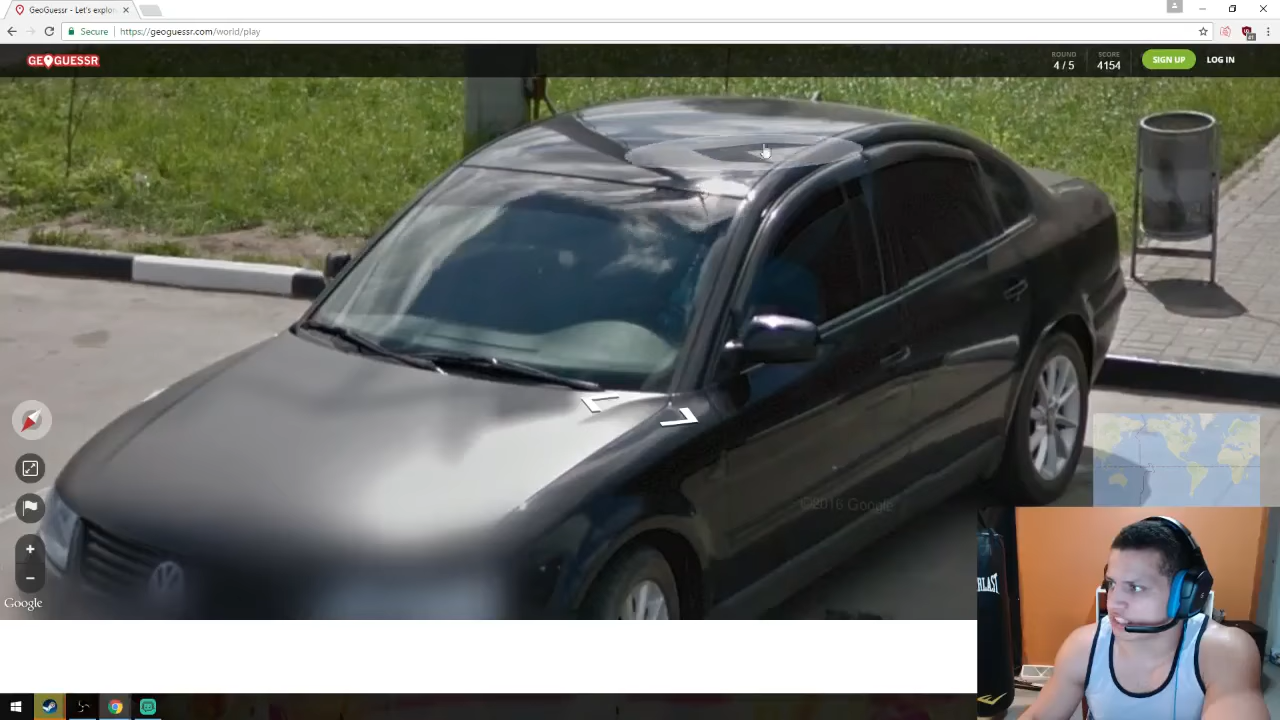 GeoGuessr - Let's explor
Secure
https://geoguessr.com/world/play
GEOGUESSR
ROUND
4 / 5
SCORE
4154
SIGN UP
LOG IN
©2016 Google
Google